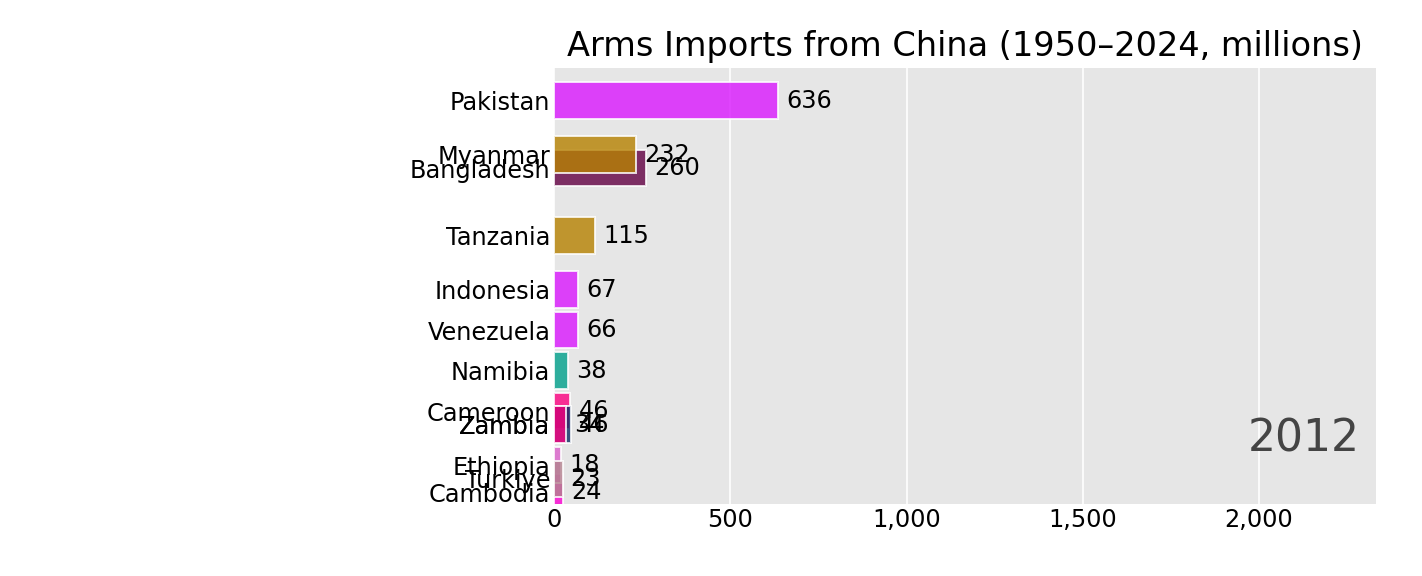 Arms Imports from China (1950–2024, millions)
Pakistan 636
Myanmar 232
Bangladesh 260
Tanzania 115
Indonesia 67
Venezuela 66
Namibia 38
Cameroon 46
Zambia
Ethiopia 18
Türkiye 23
Cambodia 24
2012
0 500 1,000 1,500 2,000